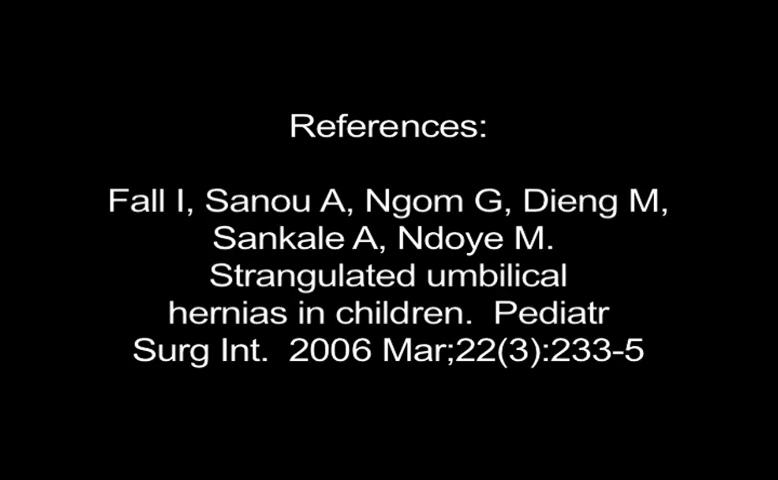 References:
Fall I, Sanou A, Ngom G, Dieng M,
Sankale A, Ndoye M.
Strangulated umbilical
hernias in children.  Pediatr
Surg Int.  2006 Mar;22(3):233-5